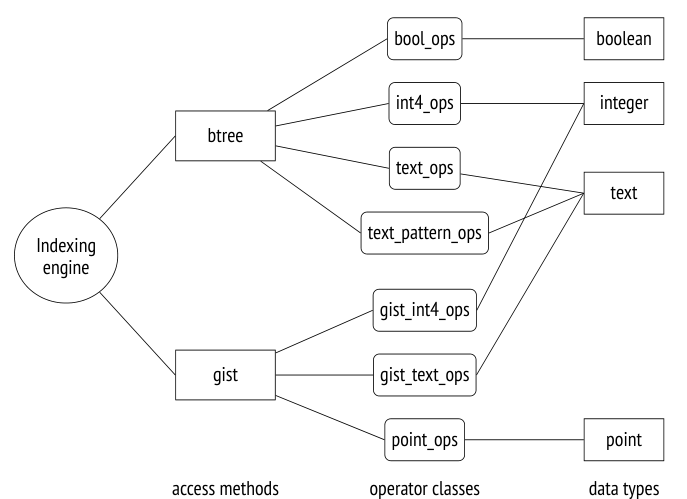 bool_ops
boolean
int4_ops
integer
btree
text_ops
text
text_pattern_ops
Indexing
engine
gist_int4_ops
gist
gist_text_ops
point_ops
point
access methods
operator classes
data types